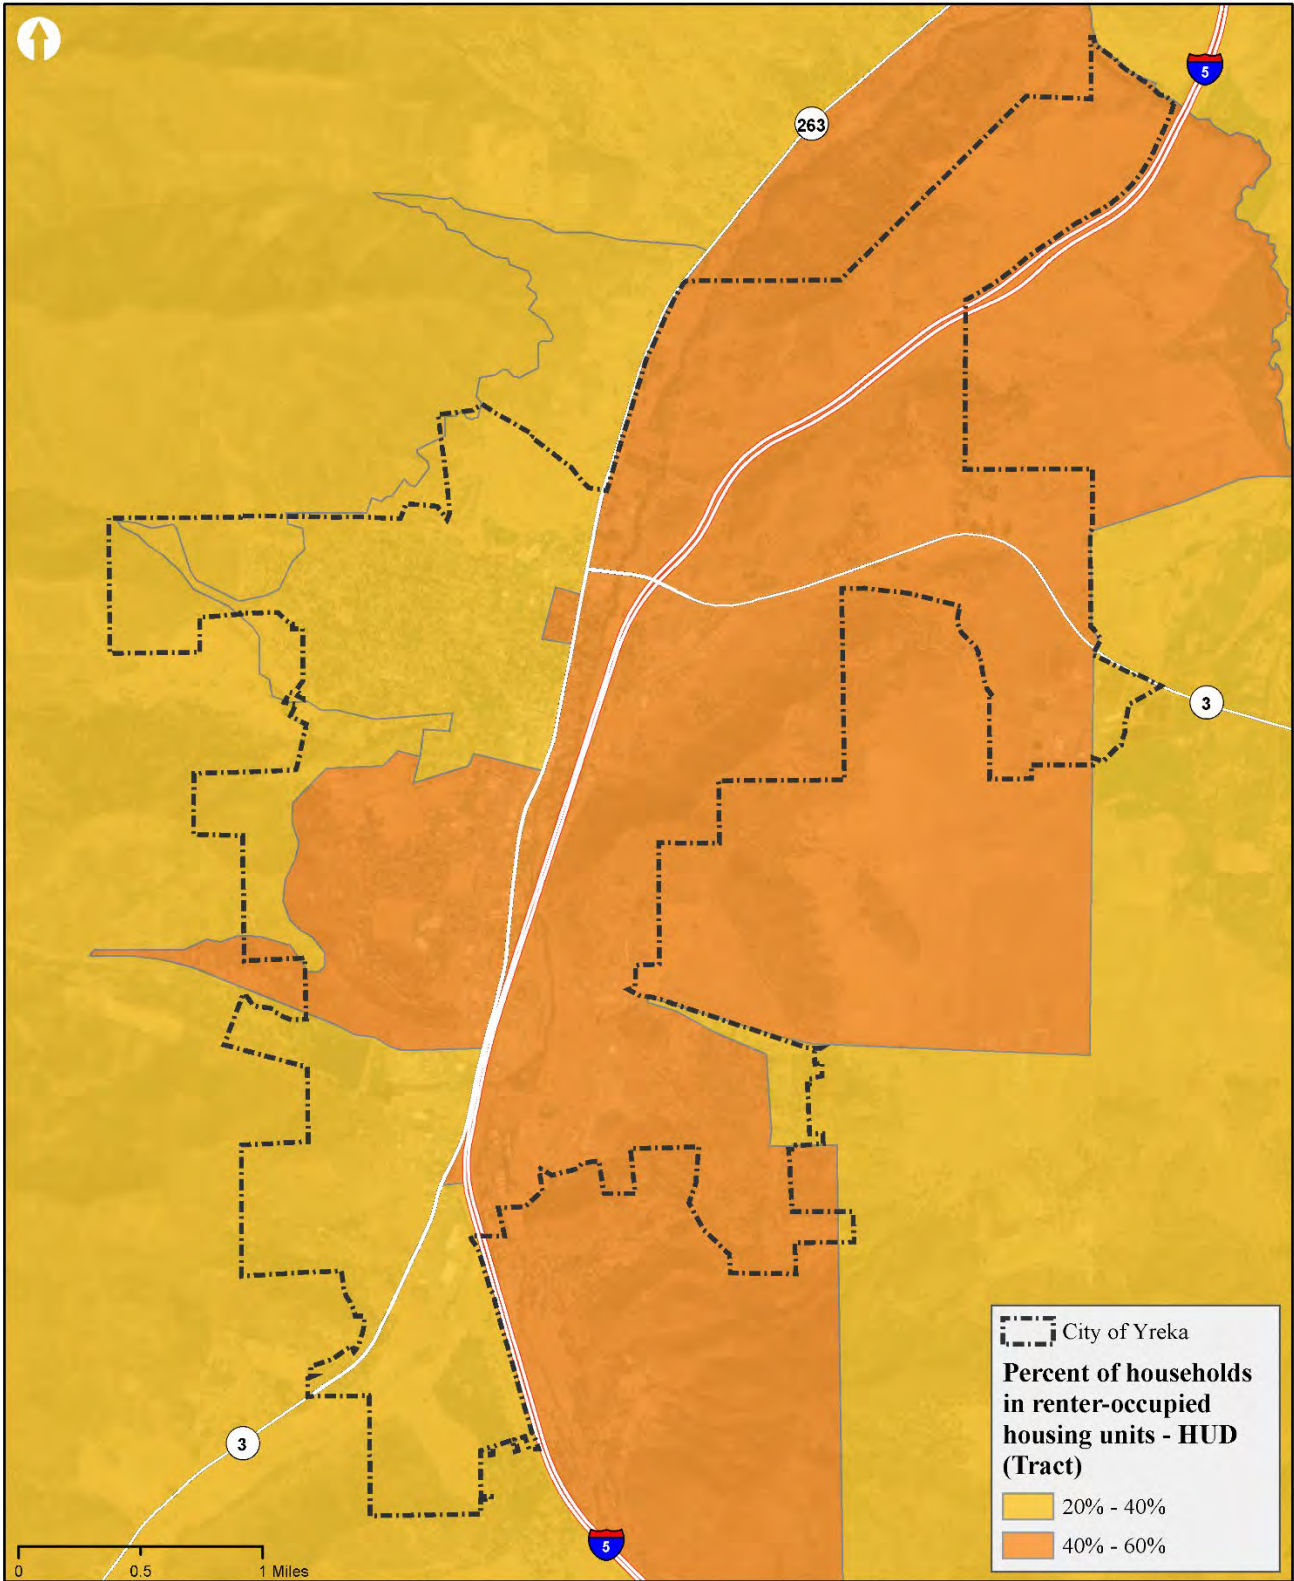 5
263
3
3
5
City of Yreka
Percent of households
in renter-occupied
housing units - HUD
(Tract)
20% - 40%
40% - 60%
0 0.5 1 Miles